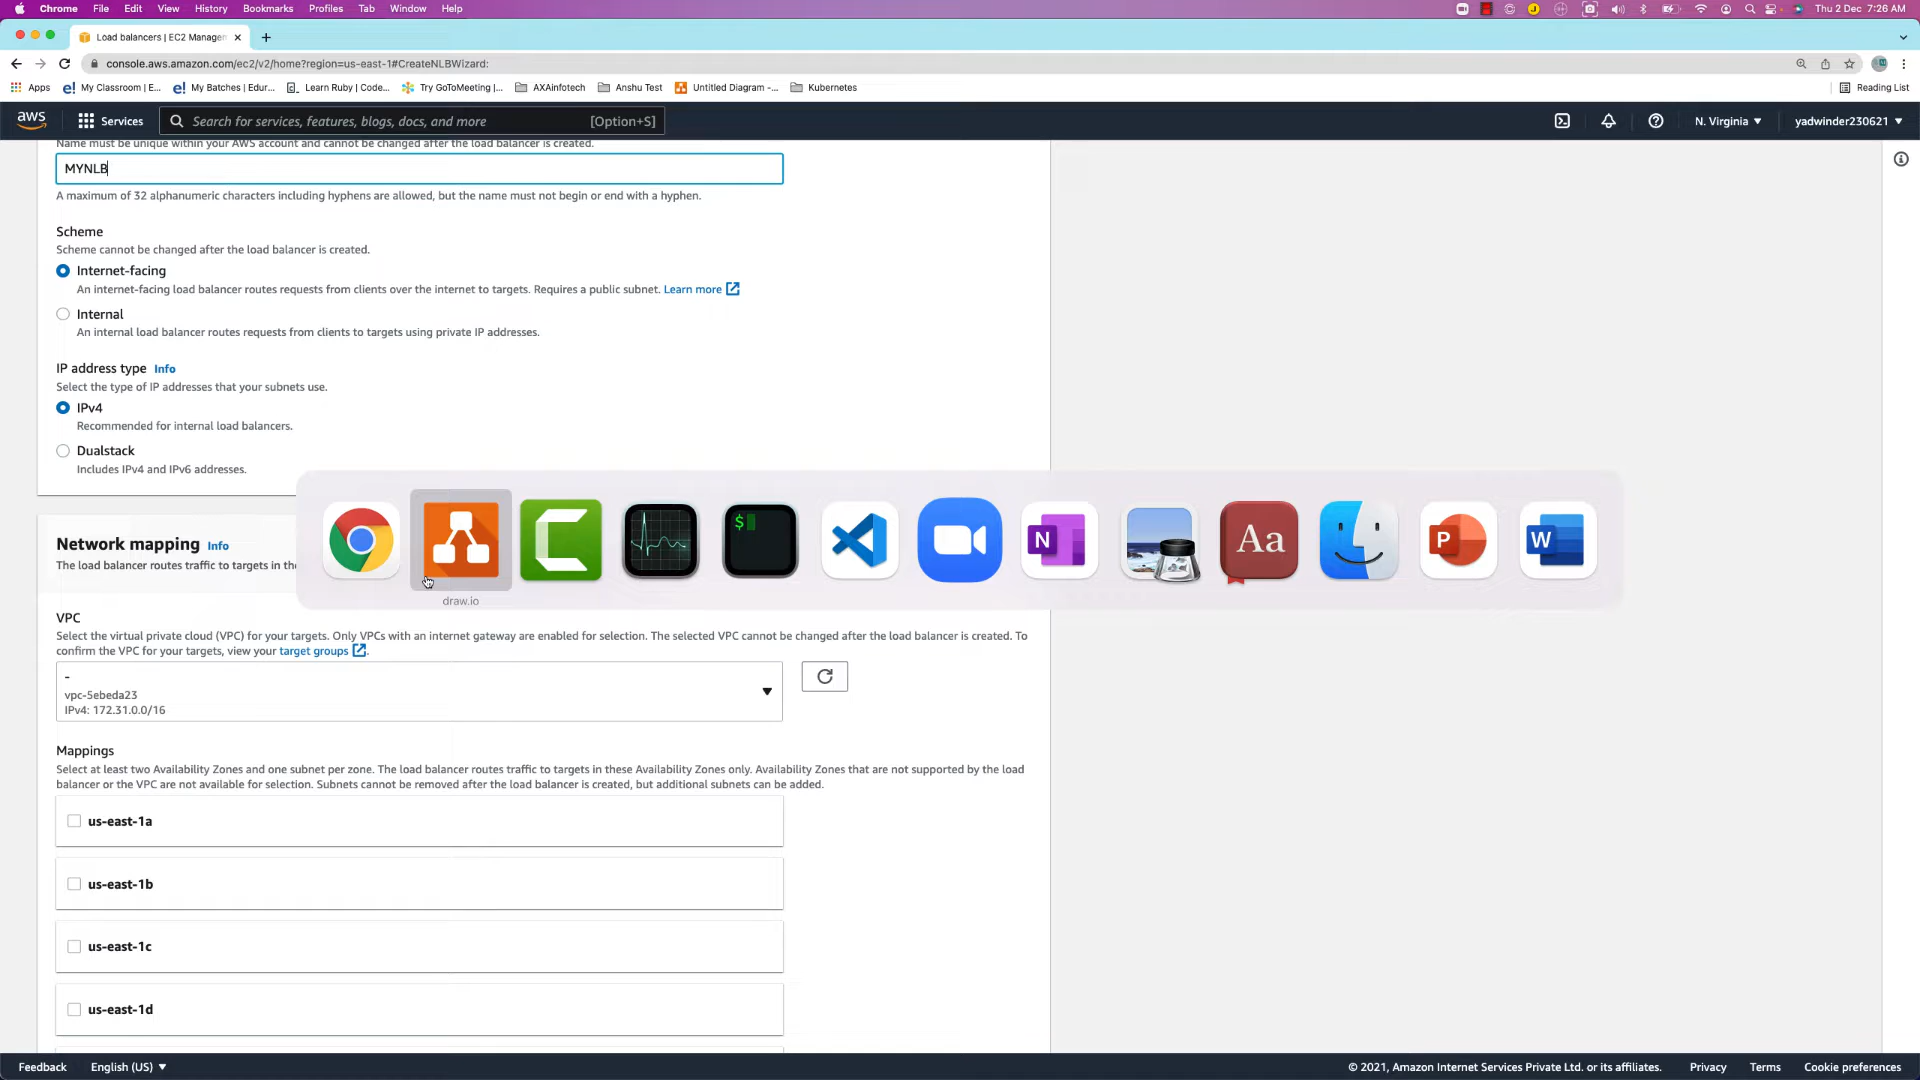 Chrome File Edit View History Bookmarks Profiles Tab Window Help Thu 2 Dec 7:26 AM
Load balancers | EC2 Manage
console.aws.amazon.com/ec2/v2/home?region=us-east-1#CreateNLBWizard:
Apps My Classroom | E... My Batches | Edur... Learn Ruby | Code... Try GoToMeeting |... AXAinfotech Anshu Test Untitled Diagram -... Kubernetes Reading List
aws Services Search for services, features, blogs, docs, and more [Option+S] N. Virginia yadwinder230621
Name must be unique within your AWS account and cannot be changed after the load balancer is created.
MYNLB
A maximum of 32 alphanumeric characters including hyphens are allowed, but the name must not begin or end with a hyphen.
Scheme
Scheme cannot be changed after the load balancer is created.
Internet-facing
An internet-facing load balancer routes requests from clients over the internet to targets. Requires a public subnet. Learn more
Internal
An internal load balancer routes requests from clients to targets using private IP addresses.
IP address type Info
Select the type of IP addresses that your subnets use.
IPv4
Recommended for internal load balancers.
Dualstack
Includes IPv4 and IPv6 addresses.
$ N Aa P W
draw.io
Network mapping Info
The load balancer routes traffic to targets in the
VPC
Select the virtual private cloud (VPC) for your targets. Only VPCs with an internet gateway are enabled for selection. The selected VPC cannot be changed after the load balancer is created. To
confirm the VPC for your targets, view your target groups .
-
vpc-5ebeda23
IPv4: 172.31.0.0/16
Mappings
Select at least two Availability Zones and one subnet per zone. The load balancer routes traffic to targets in these Availability Zones only. Availability Zones that are not supported by the load
balancer or the VPC are not available for selection. Subnets cannot be removed after the load balancer is created, but additional subnets can be added.
us-east-1a
us-east-1b
us-east-1c
us-east-1d
Feedback English (US) © 2021, Amazon Internet Services Private Ltd. or its affiliates. Privacy Terms Cookie preferences